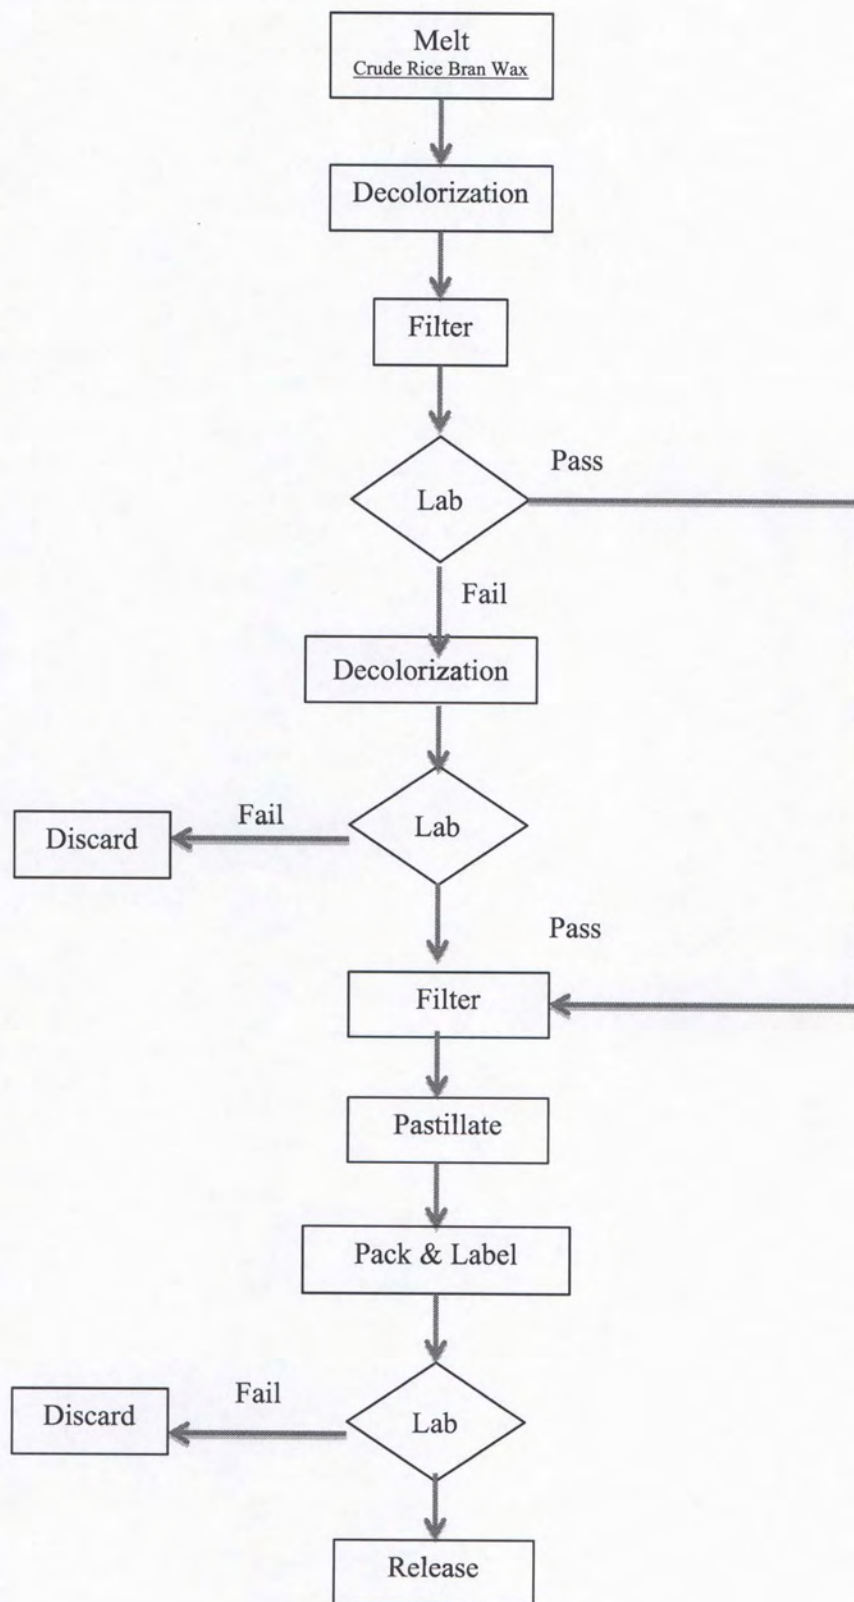 Melt
Crude Rice Bran Wax
Decolorization
Filter
Pass
Lab
Fail
Decolorization
Fail
Discard
Lab
Pass
Filter
Pastillate
Pack & Label
Fail
Discard
Lab
Release